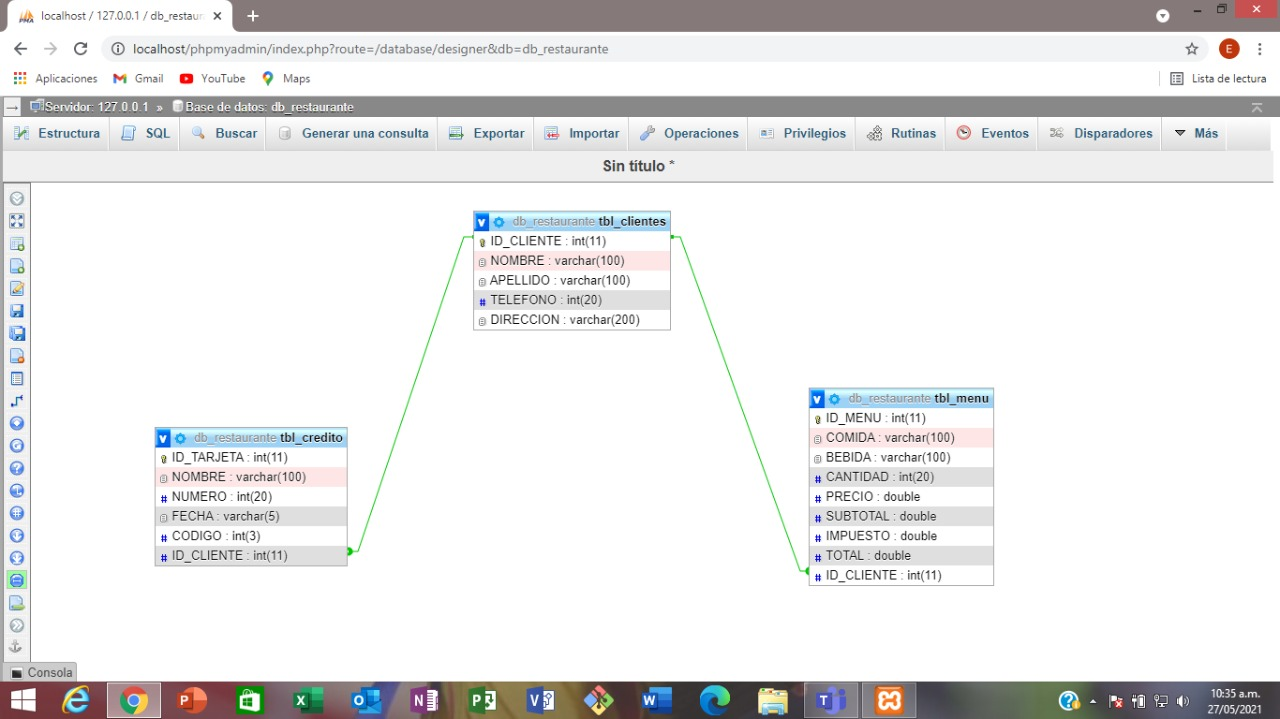 localhost / 127.0.0.1 / db_restaur
localhost/phpmyadmin/index.php?route=/database/designer&db=db_restaurante
E
Aplicaciones Gmail YouTube Maps Lista de lectura
Servidor: 127.0.0.1 » Base de datos: db_restaurante
Estructura SQL Buscar Generar una consulta Exportar Importar Operaciones Privilegios Rutinas Eventos Disparadores Más
Sin título *
db_restaurante tbl_clientes
ID_CLIENTE : int(11)
NOMBRE : varchar(100)
APELLIDO : varchar(100)
TELEFONO : int(20)
DIRECCION : varchar(200)
db_restaurante tbl_credito
ID_TARJETA : int(11)
NOMBRE : varchar(100)
NUMERO : int(20)
FECHA : varchar(5)
CODIGO : int(3)
ID_CLIENTE : int(11)
db_restaurante tbl_menu
ID_MENU : int(11)
COMIDA : varchar(100)
BEBIDA : varchar(100)
CANTIDAD : int(20)
PRECIO : double
SUBTOTAL : double
IMPUESTO : double
TOTAL : double
ID_CLIENTE : int(11)
Consola
10:35 a.m.
27/05/2021